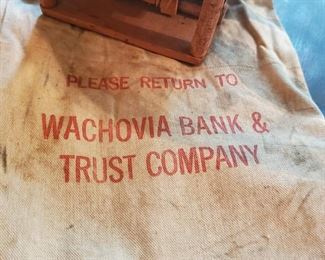 PLEASE RETURN TO
WACHOVIA BANK &
TRUST COMPANY